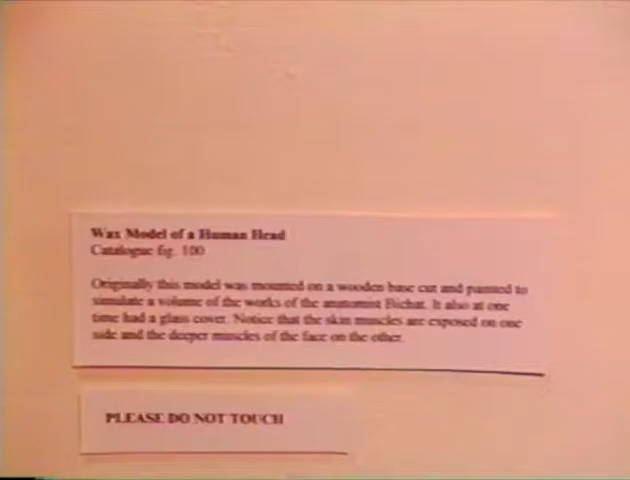 Wax Model of a Human Head
Catalogue fig. 100
Originally this model was mounted on a wooden base cut and painted to
simulate a volume of the works of the anatomist Bichat. It also at one
time had a glass cover. Notice that the skin muscles are exposed on one
side and the deeper muscles of the face on the other.
PLEASE DO NOT TOUCH